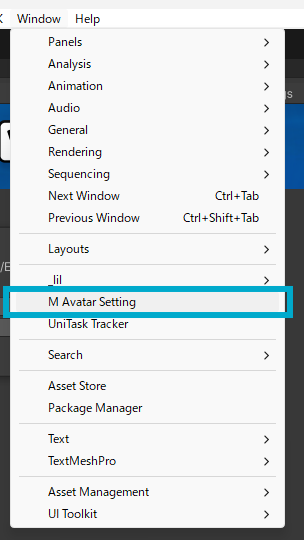 Window Help
Panels
Analysis
Animation
Audio
General
Rendering
Sequencing
Next Window Ctrl+Tab
Previous Window Ctrl+Shift+Tab
Layouts
_lil
M Avatar Setting
UniTask Tracker
Search
Asset Store
Package Manager
Text
TextMeshPro
Asset Management
UI Toolkit